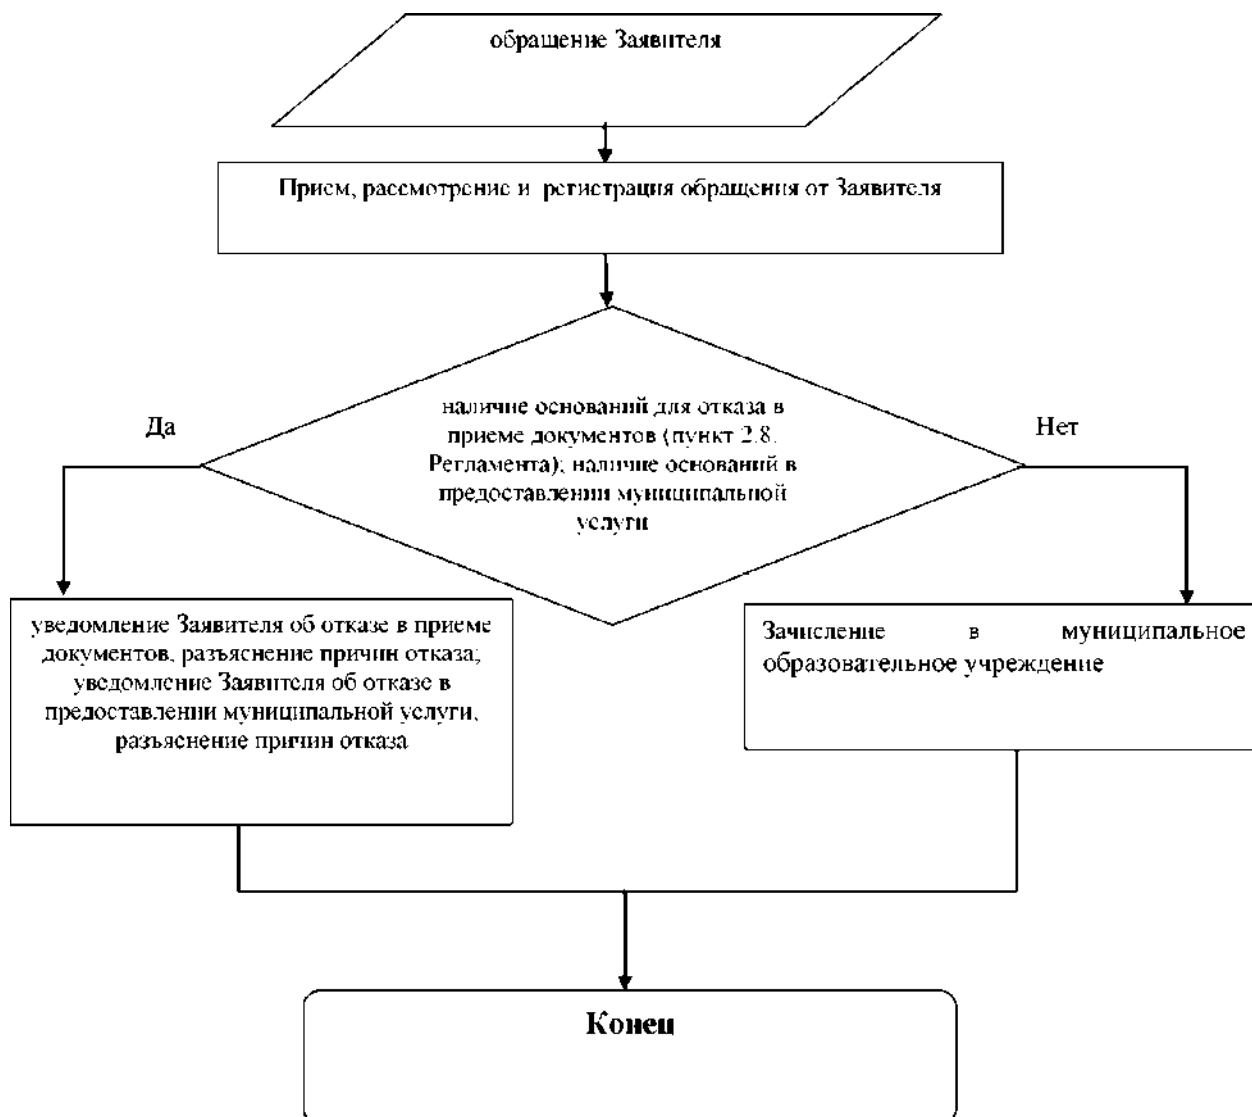 обращение Заявителя
Прием, рассмотрение и регистрация обращения от Заявителя
наличие оснований для отказа в
приеме документов (пункт 2.8.
Регламента); наличие оснований в
предоставлении муниципальной
услуги
Да
Нет
уведомление Заявителя об отказе в приеме
документов, разъяснение причин отказа;
уведомление Заявителя об отказе в
предоставлении муниципальной услуги,
разъяснение причин отказа
Зачисление в муниципальное
образовательное учреждение
Конец